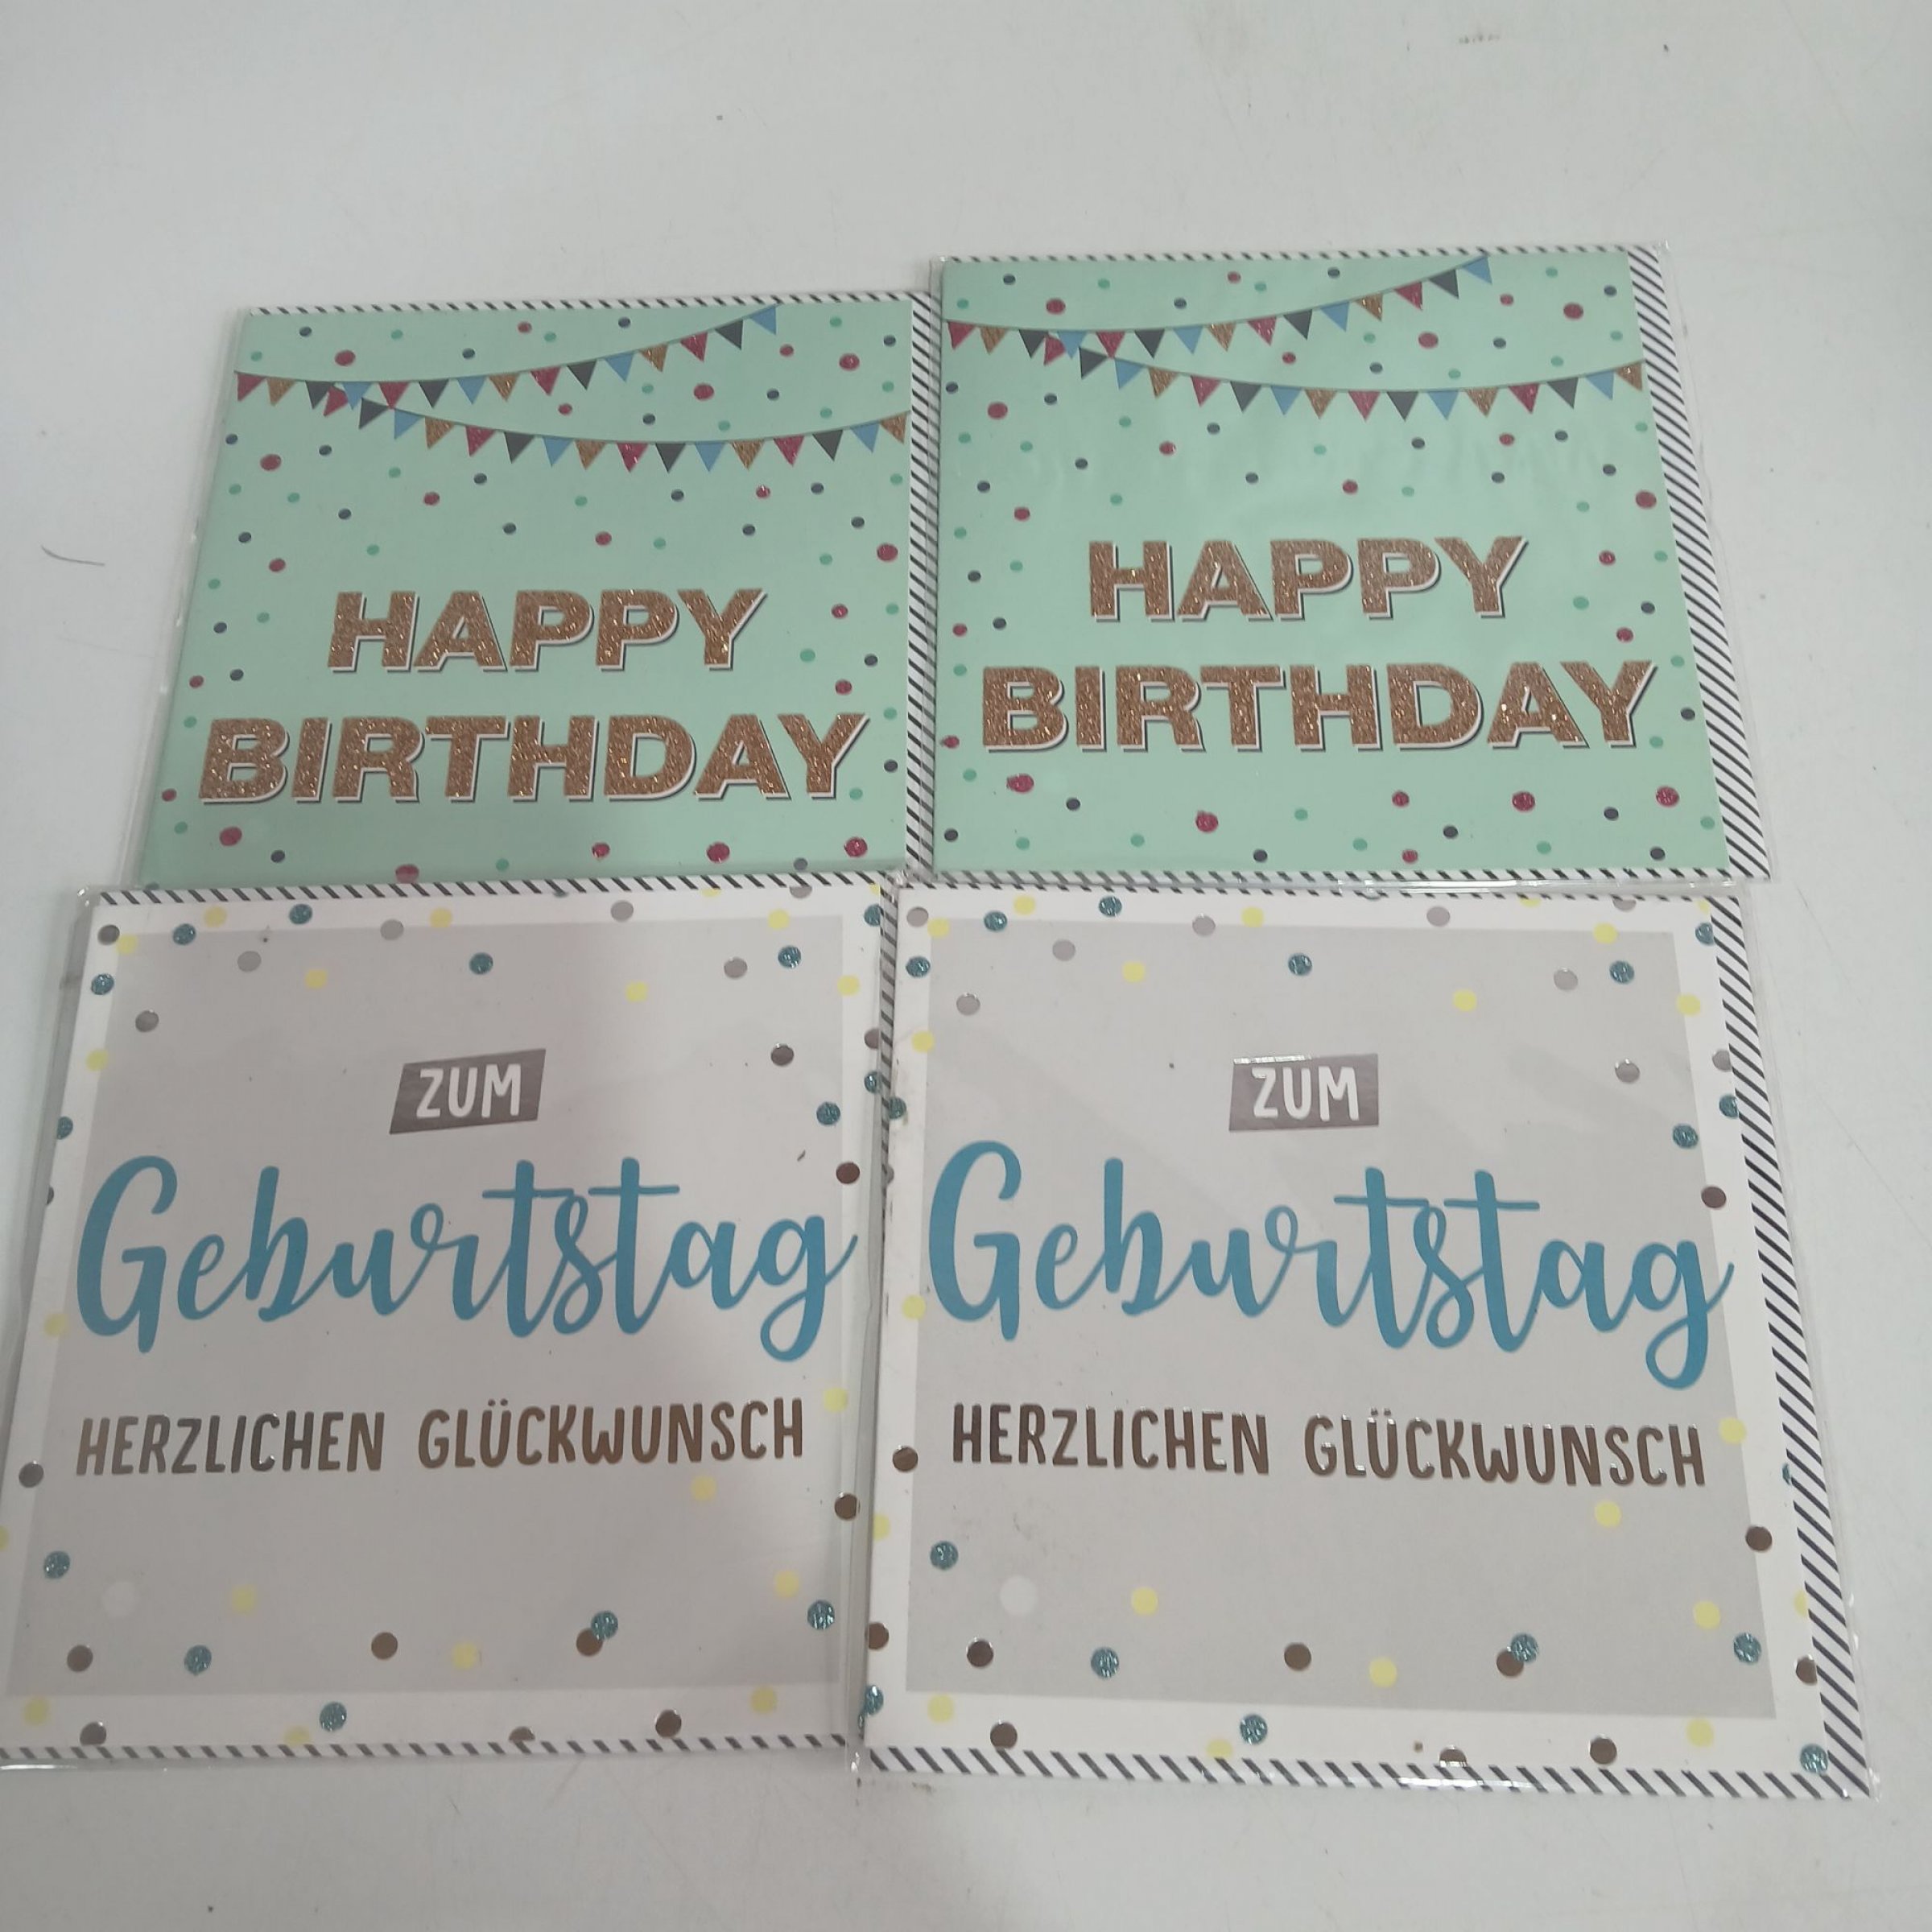 HAPPY
BIRTHDAY
HAPPY
BIRTHDAY
ZUM
Geburtstag
HERZLICHEN GLÜCKWUNSCH
ZUM
Geburtstag
HERZLICHEN GLÜCKWUNSCH